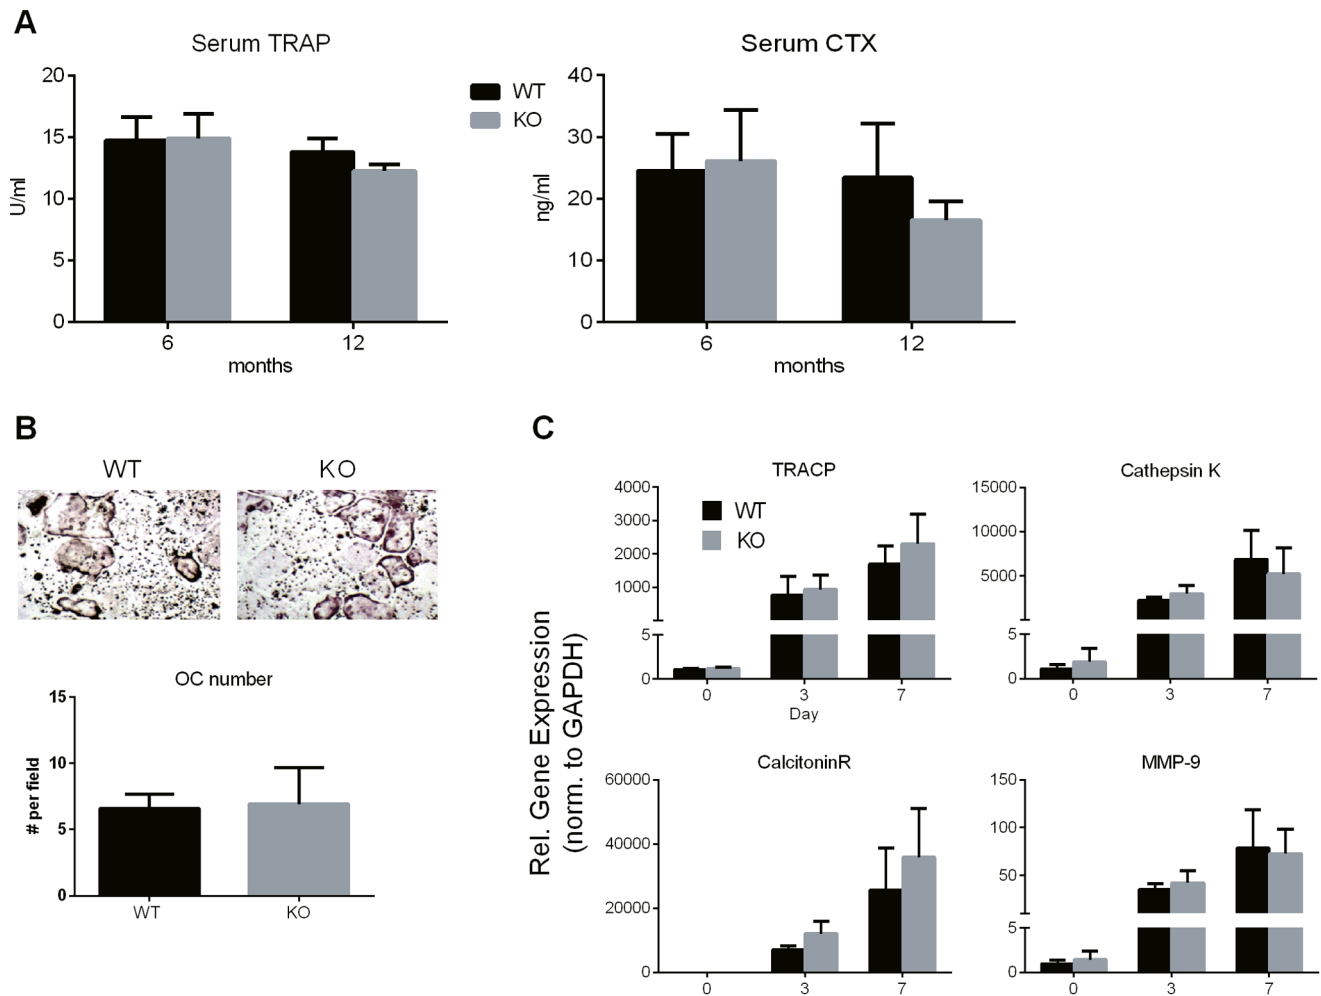 A
Serum TRAP
Serum CTX
20
15
10
5
0
U/ml
6
12
months
WT
KO
40
30
20
10
0
ng/ml
6
12
months
B
WT
KO
OC number
15
10
5
0
# per field
WT
KO
C
Rel. Gene Expression
(norm. to GAPDH)
TRACP
4000
3000
2000
1000
5
0
WT
KO
0
3
7
Day
Cathepsin K
15000
10000
5000
5
0
0
3
7
CalcitoninR
60000
40000
20000
0
0
3
7
MMP-9
150
100
50
5
0
0
3
7